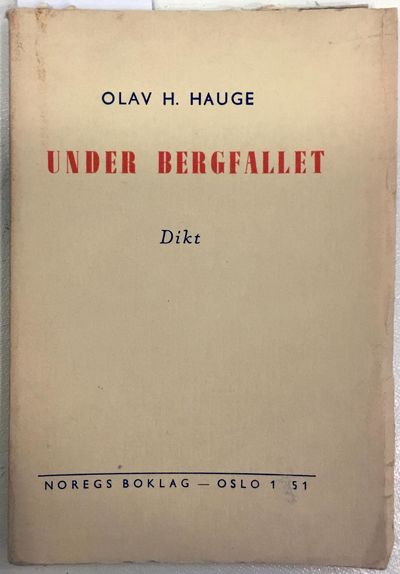 OLAV H. HAUGE
UNDER BERGFALLET
Dikt
NOREGS BOKLAG — OSLO 1 51